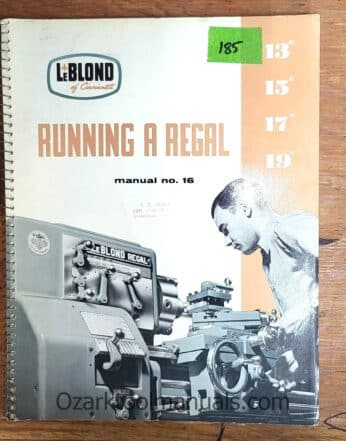 LEBLOND
of Cincinnati
185
13"
15"
17"
19"
RUNNING A REGAL
manual no. 16
LEBLOND REGAL
Ozarktoolmanuals.com